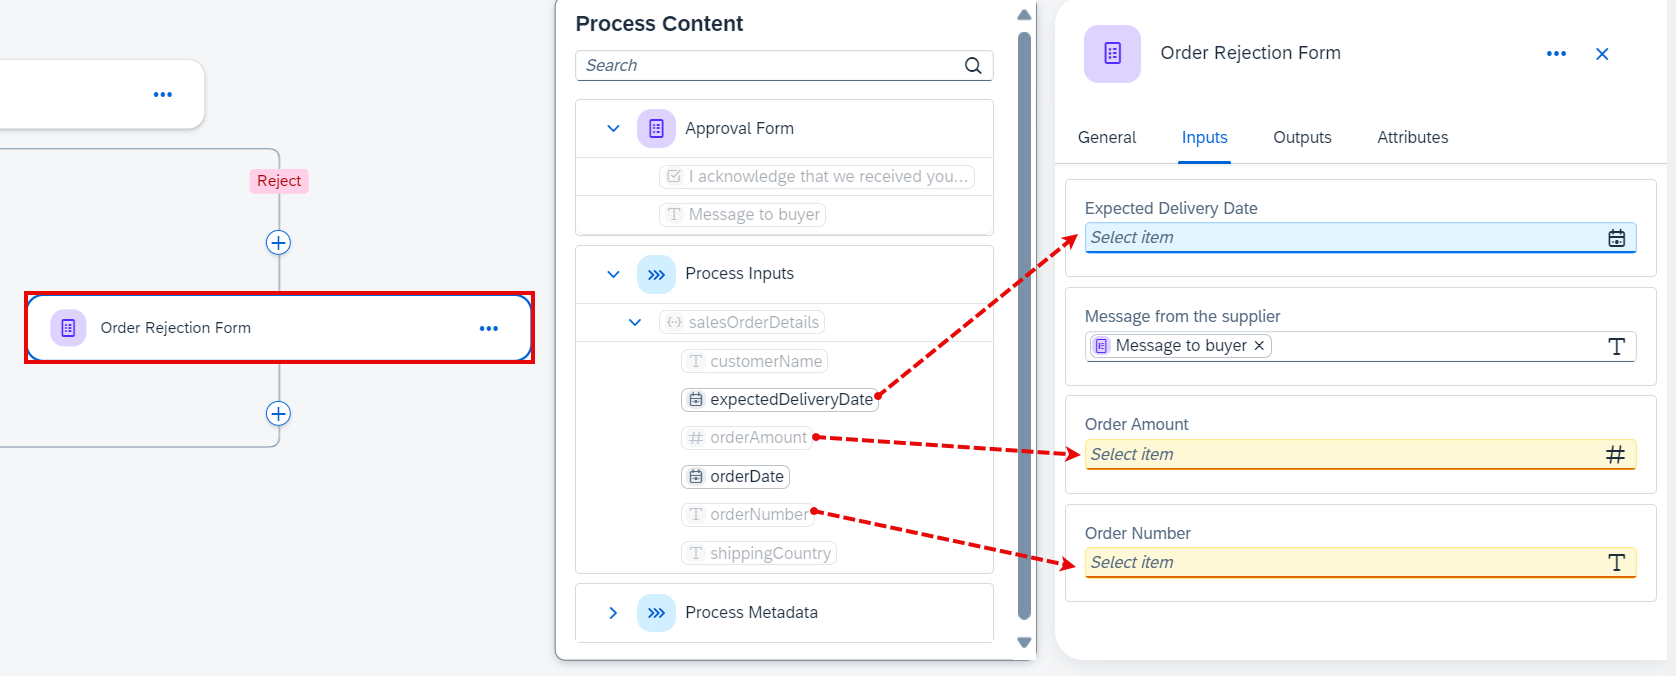 Reject
Order Rejection Form
Process Content
Search
Approval Form
I acknowledge that we received you...
Message to buyer
Process Inputs
salesOrderDetails
customerName
expectedDeliveryDate
orderAmount
orderDate
orderNumber
shippingCountry
Process Metadata
Order Rejection Form
General Inputs Outputs Attributes
Expected Delivery Date
Select item
Message from the supplier
Message to buyer
Order Amount
Select item
Order Number
Select item